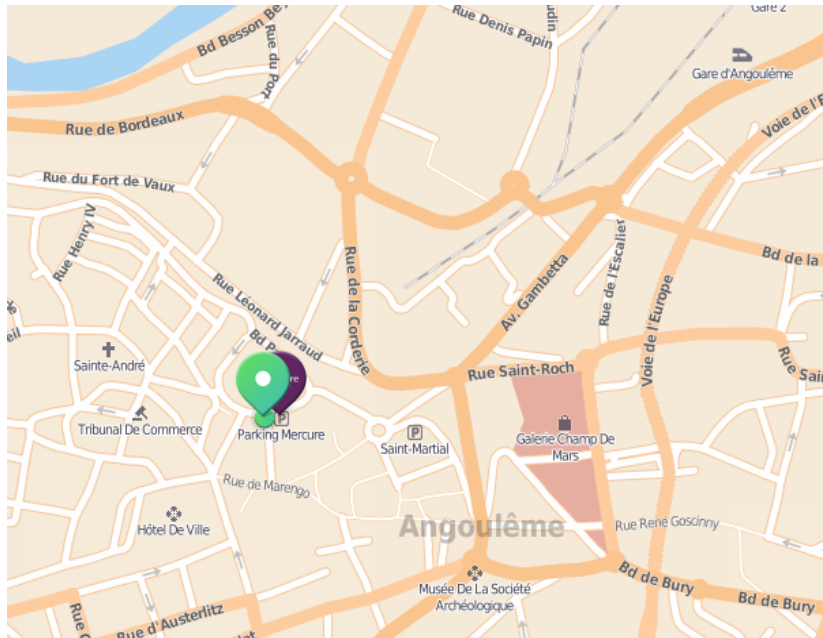 Gare 2
Rue Denis Papin
Bd Besson Bey
Rue du Port
Gare d'Angoulême
Voie de l'E
Rue de Bordeaux
Rue du Fort de Vaux
Rue Henry IV
Rue de l'Escalier
Bd de la
Av. Gambetta
Rue de la Corderie
Rue Léonard Jarraud
Voie de l'Europe
Bd P
Sainte-André
Rue Saint-Roch
Rue Sai
P
Tribunal De Commerce
Parking Mercure
P
Saint-Martial
Galerie Champ De
Mars
Rue de Marengo
Hôtel De Ville
Angoulême
Rue René Goscinny
Bd de Bury
Musée De La Société
Archéologique
Bd de Bury
Rue d'Austerlitz